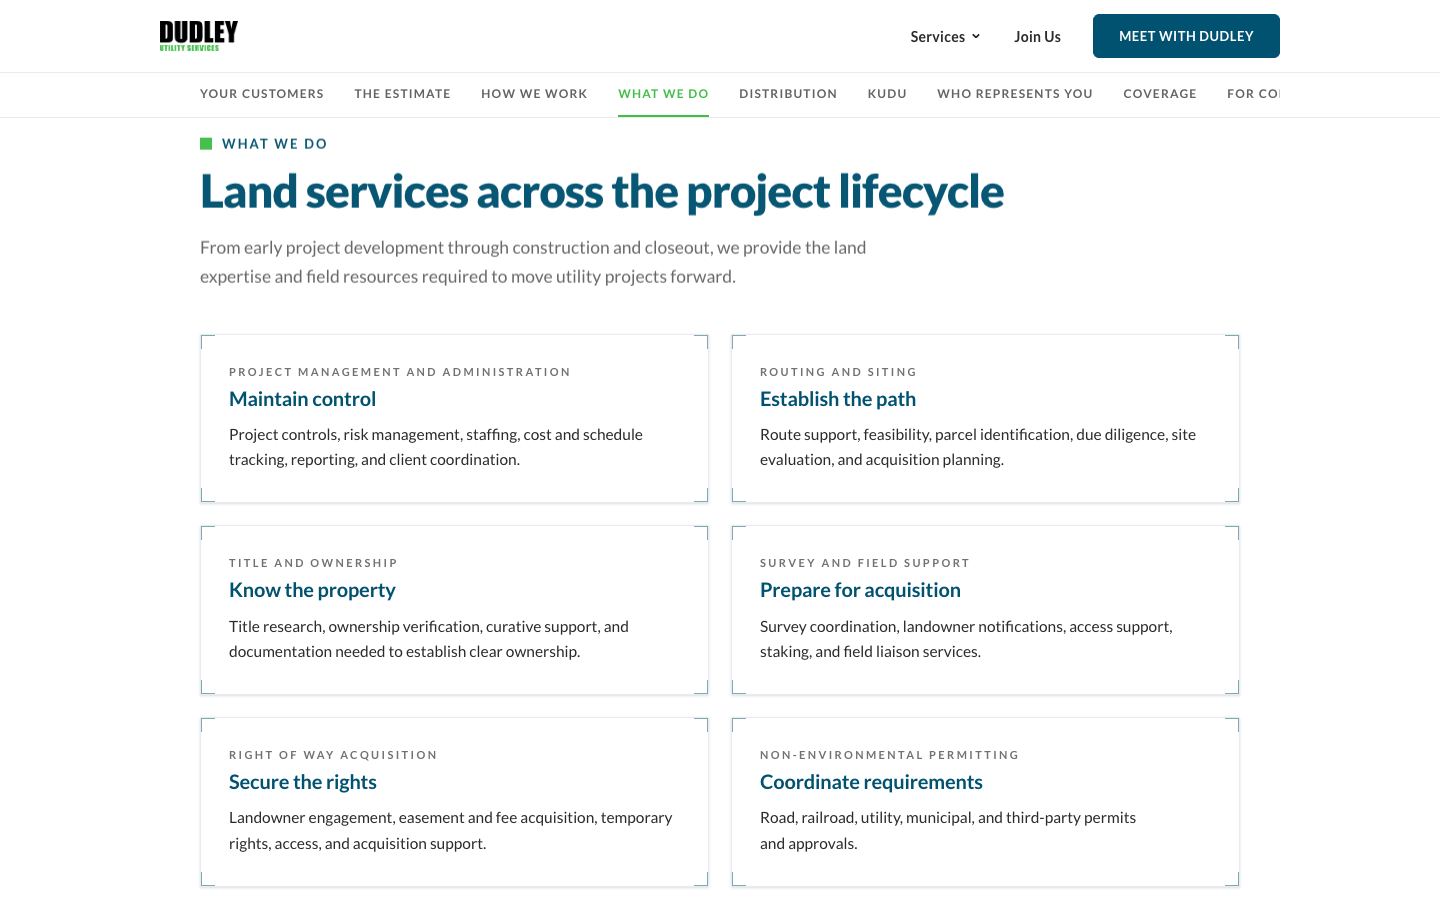 DUDLEY
UTILITY SERVICES
Services
Join Us
MEET WITH DUDLEY
YOUR CUSTOMERS
THE ESTIMATE
HOW WE WORK
WHAT WE DO
DISTRIBUTION
KUDU
WHO REPRESENTS YOU
COVERAGE
FOR
WHAT WE DO
Land services across the project lifecycle
From early project development through construction and closeout, we provide the land
expertise and field resources required to move utility projects forward.
PROJECT MANAGEMENT AND ADMINISTRATION
Maintain control
Project controls, risk management, staffing, cost and schedule
tracking, reporting, and client coordination.
ROUTING AND SITING
Establish the path
Route support, feasibility, parcel identification, due diligence, site
evaluation, and acquisition planning.
TITLE AND OWNERSHIP
Know the property
Title research, ownership verification, curative support, and
documentation needed to establish clear ownership.
SURVEY AND FIELD SUPPORT
Prepare for acquisition
Survey coordination, landowner notifications, access support,
staking, and field liaison services.
RIGHT OF WAY ACQUISITION
Secure the rights
Landowner engagement, easement and fee acquisition, temporary
rights, access, and acquisition support.
NON-ENVIRONMENTAL PERMITTING
Coordinate requirements
Road, railroad, utility, municipal, and third-party permits
and approvals.